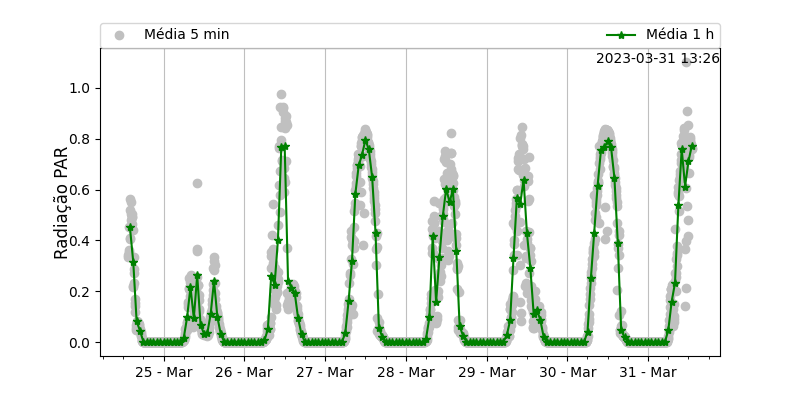 Média 5 min
Média 1 h
2023-03-31 13:26
Radiação PAR
1.0
0.8
0.6
0.4
0.2
0.0
25 - Mar
26 - Mar
27 - Mar
28 - Mar
29 - Mar
30 - Mar
31 - Mar